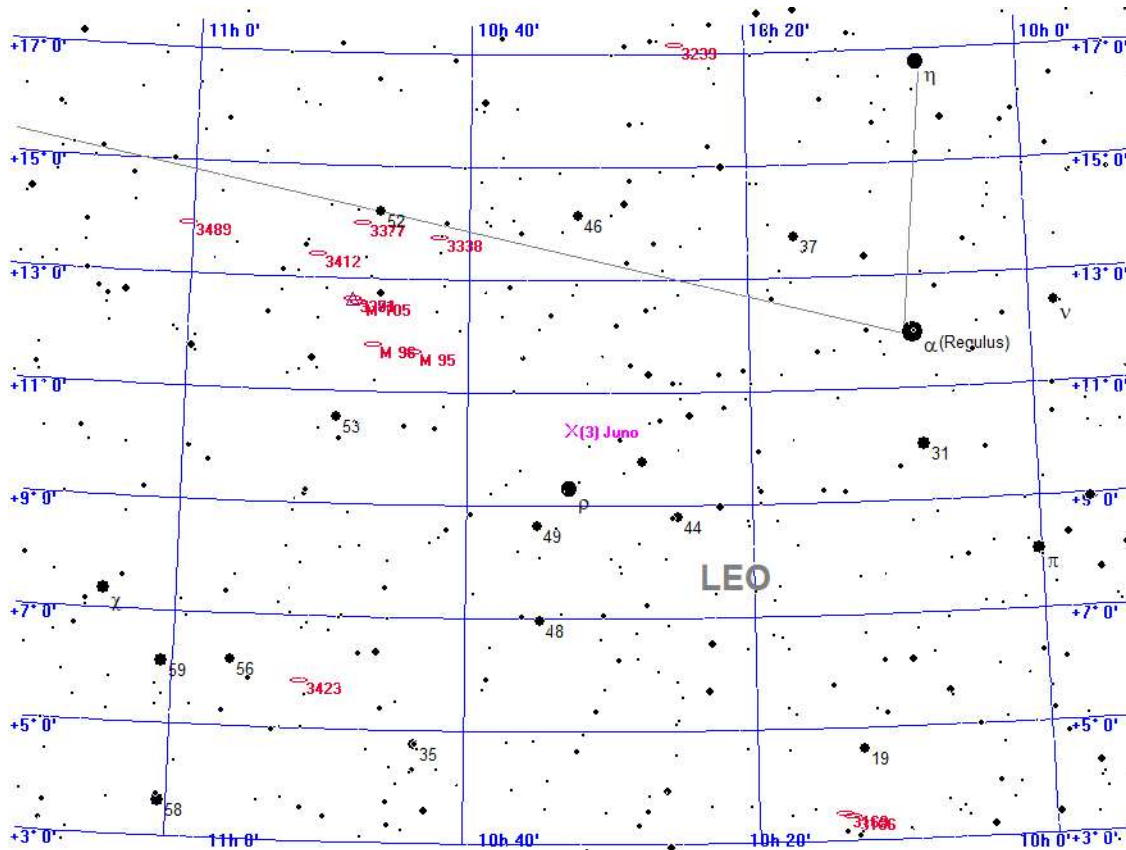 11h 0'
10h 40'
10h 20'
10h 0'
+17° 0'
+17° 0'
3239
η
+15° 0'
+15° 0'
52
46
3489
3377
3338
37
3412
+13° 0'
+13° 0'
ν
M 105
α(Regulus)
M 96
M 95
+11° 0'
+11° 0'
53
(3) Juno
31
+9° 0'
ρ
49
44
π
LEO
χ
+7° 0'
+7° 0'
48
59
56
3423
+5° 0'
+5° 0'
35
19
58
+3° 0'
11h 0'
10h 40'
10h 20'
10h 0'
+3° 0'